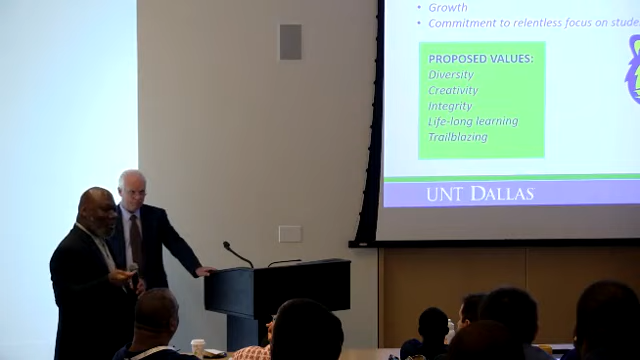 • Growth
• Commitment to relentless focus on stude
PROPOSED VALUES:
Diversity
Creativity
Integrity
Life-long learning
Trailblazing
UNT DALLAS